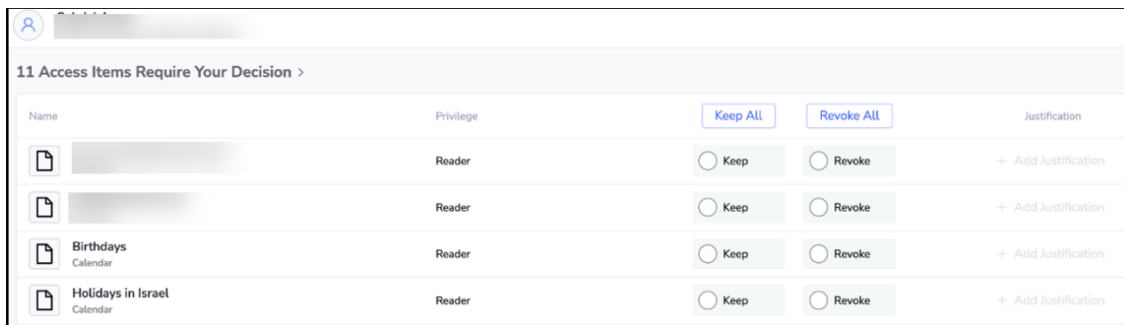 11 Access Items Require Your Decision >
Name Privilege Keep All Revoke All Justification
Reader Keep Revoke + Add Justification
Reader Keep Revoke + Add Justification
Birthdays
Calendar
Reader Keep Revoke + Add Justification
Holidays in Israel
Calendar
Reader Keep Revoke + Add Justification